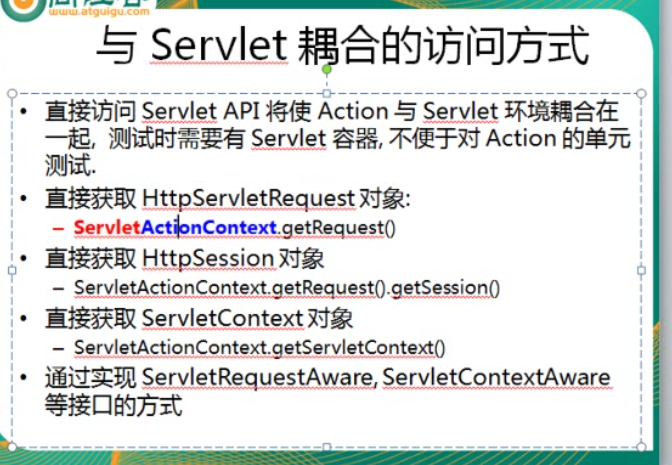 www.atguigu.com
与 Servlet 耦合的访问方式
• 直接访问 Servlet API 将使 Action 与 Servlet 环境耦合在
一起, 测试时需要有 Servlet 容器, 不便于对 Action 的单元
测试.
• 直接获取 HttpServletRequest 对象:
– ServletActionContext.getRequest()
• 直接获取 HttpSession 对象
– ServletActionContext.getRequest().getSession()
• 直接获取 ServletContext 对象
– ServletActionContext.getServletContext()
• 通过实现 ServletRequestAware, ServletContextAware
等接口的方式